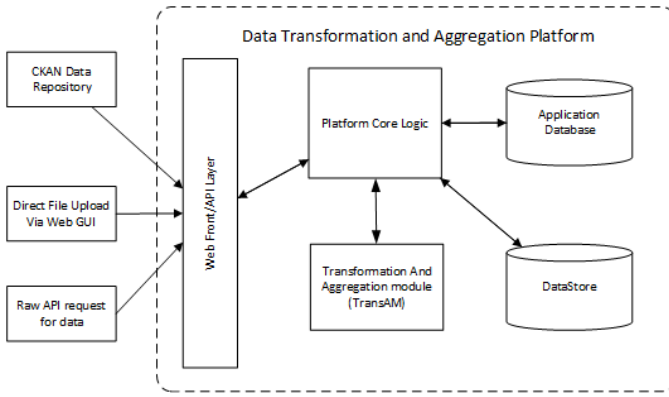 Data Transformation and Aggregation Platform
CKAN Data
Repository
Direct File Upload
Via Web GUI
Raw API request
for data
Web Front/API Layer
Platform Core Logic
Application
Database
Transformation And
Aggregation module
(TransAM)
DataStore